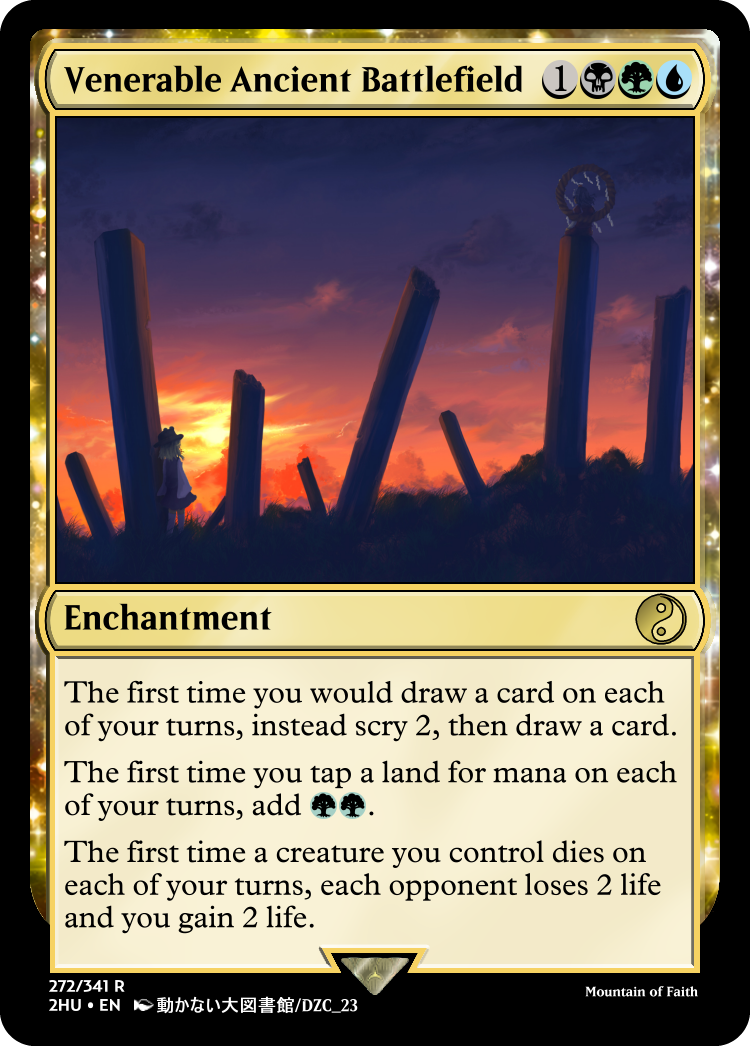 Venerable Ancient Battlefield 1
Enchantment
The first time you would draw a card on each
of your turns, instead scry 2, then draw a card.
The first time you tap a land for mana on each
of your turns, add .
The first time a creature you control dies on
each of your turns, each opponent loses 2 life
and you gain 2 life.
272/341 R
2HU • EN 動かない大図書館/DZC_23
Mountain of Faith